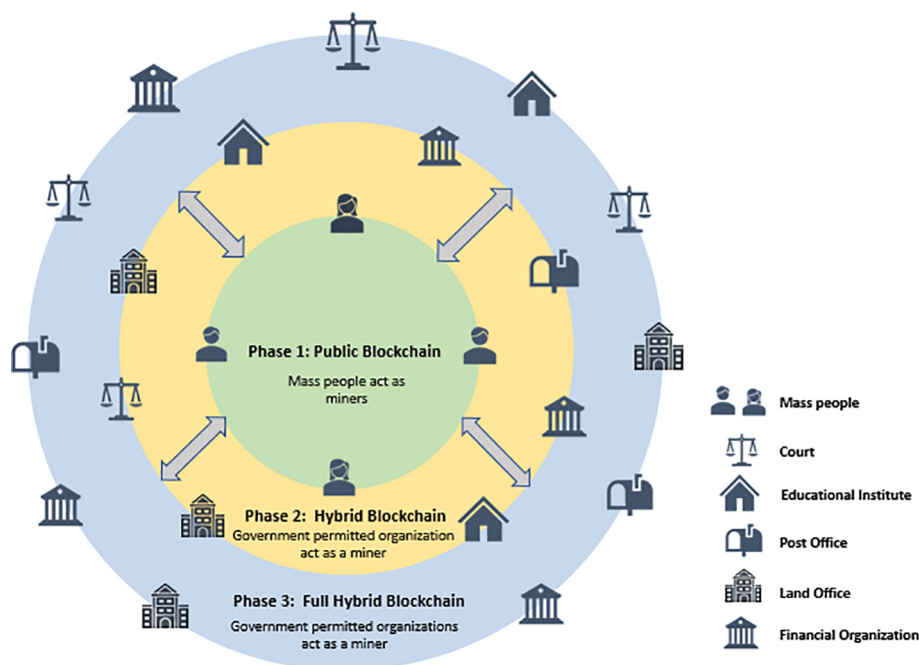 Phase 1: Public Blockchain
Mass people act as
miners
Phase 2: Hybrid Blockchain
Government permitted organization
act as a miner
Phase 3: Full Hybrid Blockchain
Government permitted organizations
act as a miner
Mass people
Court
Educational Institute
Post Office
Land Office
Financial Organization